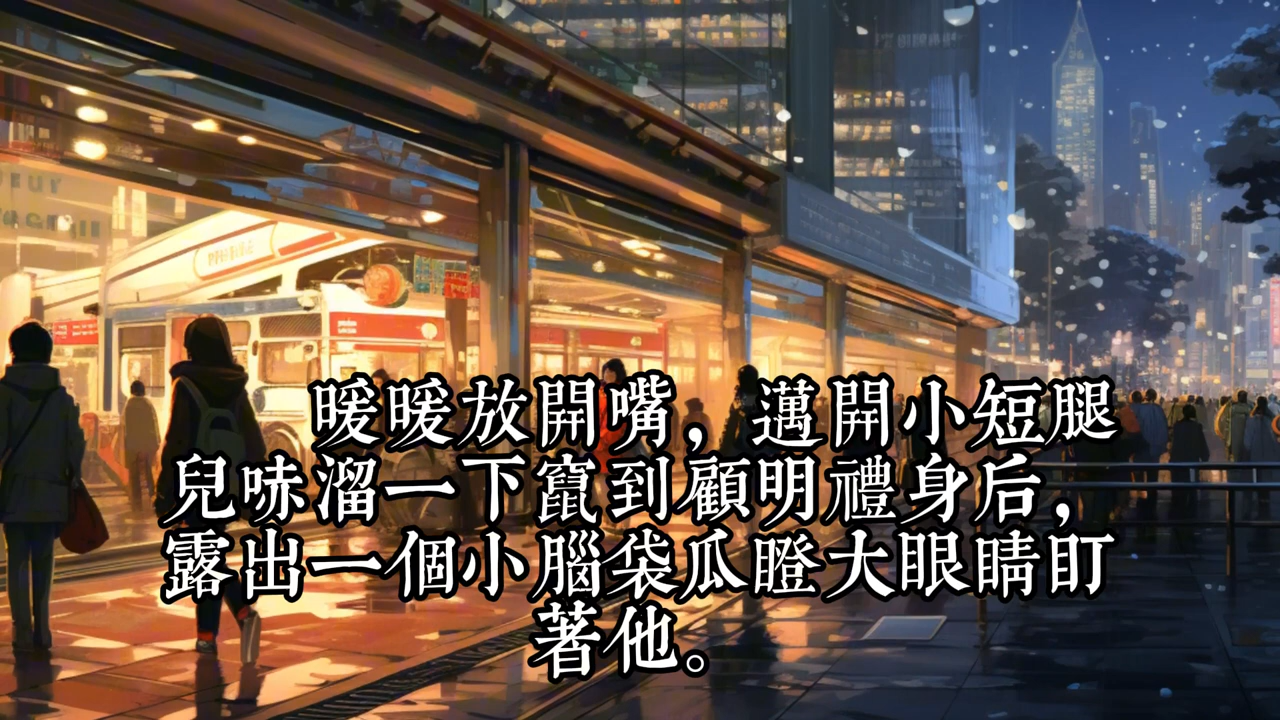 暖暖放開嘴，邁開小短腿
兒哧溜一下竄到顧明禮身后，
露出一個小腦袋瓜瞪大眼睛盯
著他。